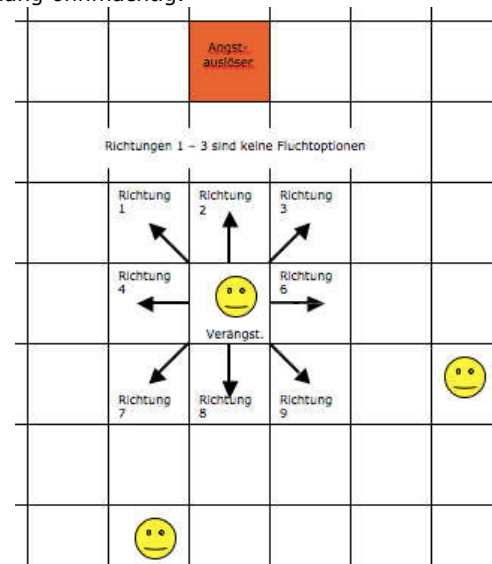 Angst-
auslöser
Richtungen 1 – 3 sind keine Fluchtoptionen
Richtung
1
Richtung
2
Richtung
3
Richtung
4
Richtung
6
Verängst.
Richtung
7
Richtung
8
Richtung
9